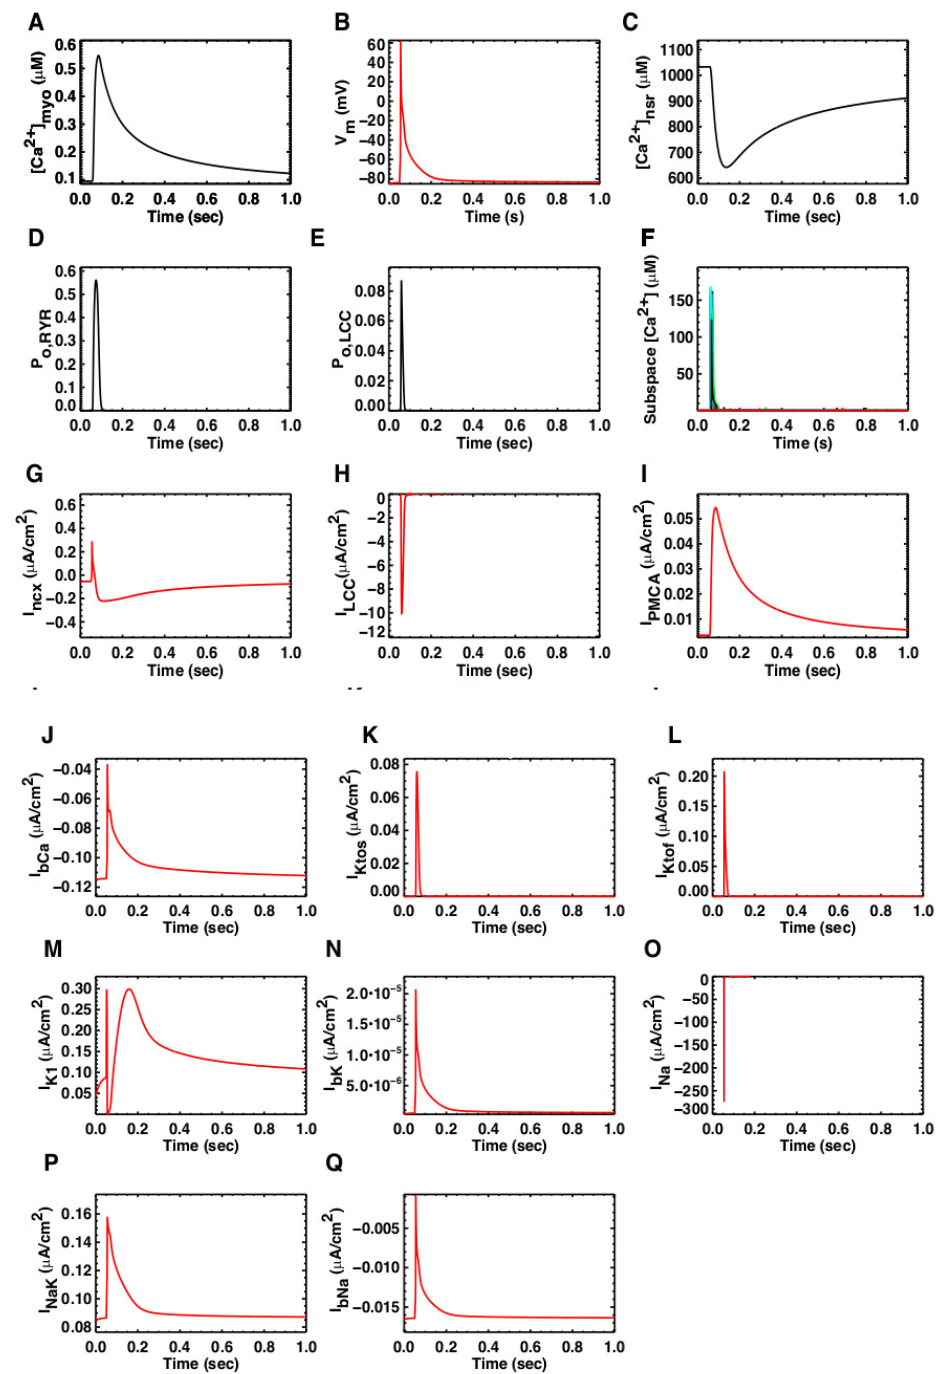 A B C
[Ca2+]myo (μM)
0.6
0.5
0.4
0.3
0.2
0.1
0.0 0.2 0.4 0.6 0.8 1.0
Time (sec)
Vm (mV)
60
40
20
0
−20
−40
−60
−80
0.0 0.2 0.4 0.6 0.8 1.0
Time (s)
[Ca2+]nsr (μM)
1100
1000
900
800
700
600
0.0 0.2 0.4 0.6 0.8 1.0
Time (sec)
D E F
Po,RYR
0.6
0.5
0.4
0.3
0.2
0.1
0.0
0.0 0.2 0.4 0.6 0.8 1.0
Time (sec)
Po,LCC
0.08
0.06
0.04
0.02
0.00
0.0 0.2 0.4 0.6 0.8 1.0
Time (sec)
Subspace [Ca2+] (μM)
150
100
50
0.0 0.2 0.4 0.6 0.8 1.0
Time (s)
G H I
Incx (μA/cm2)
0.6
0.4
0.2
0.0
−0.2
−0.4
0.0 0.2 0.4 0.6 0.8 1.0
Time (sec)
ILCC(μA/cm2)
0
−2
−4
−6
−8
−10
−12
0.0 0.2 0.4 0.6 0.8 1.0
Time (sec)
IPMCA (μA/cm2)
0.05
0.04
0.03
0.02
0.01
0.0 0.2 0.4 0.6 0.8 1.0
Time (sec)
J K L
IbCa (μA/cm2)
−0.04
−0.06
−0.08
−0.10
−0.12
0.0 0.2 0.4 0.6 0.8 1.0
Time (sec)
IKtos (μA/cm2)
0.08
0.06
0.04
0.02
0.00
0.0 0.2 0.4 0.6 0.8 1.0
Time (sec)
IKtof (μA/cm2)
0.20
0.15
0.10
0.05
0.00
0.0 0.2 0.4 0.6 0.8 1.0
Time (sec)
M N O
IK1 (μA/cm2)
0.30
0.25
0.20
0.15
0.10
0.05
0.0 0.2 0.4 0.6 0.8 1.0
Time (sec)
IbK (μA/cm2)
2.0•10−5
1.5•10−5
1.0•10−5
5.0•10−6
0.0 0.2 0.4 0.6 0.8 1.0
Time (sec)
INa (μA/cm2)
0
−50
−100
−150
−200
−250
−300
0.0 0.2 0.4 0.6 0.8 1.0
Time (sec)
P Q
INaK (μA/cm2)
0.16
0.14
0.12
0.10
0.08
0.0 0.2 0.4 0.6 0.8 1.0
Time (sec)
IbNa (μA/cm2)
−0.005
−0.010
−0.015
0.0 0.2 0.4 0.6 0.8 1.0
Time (sec)